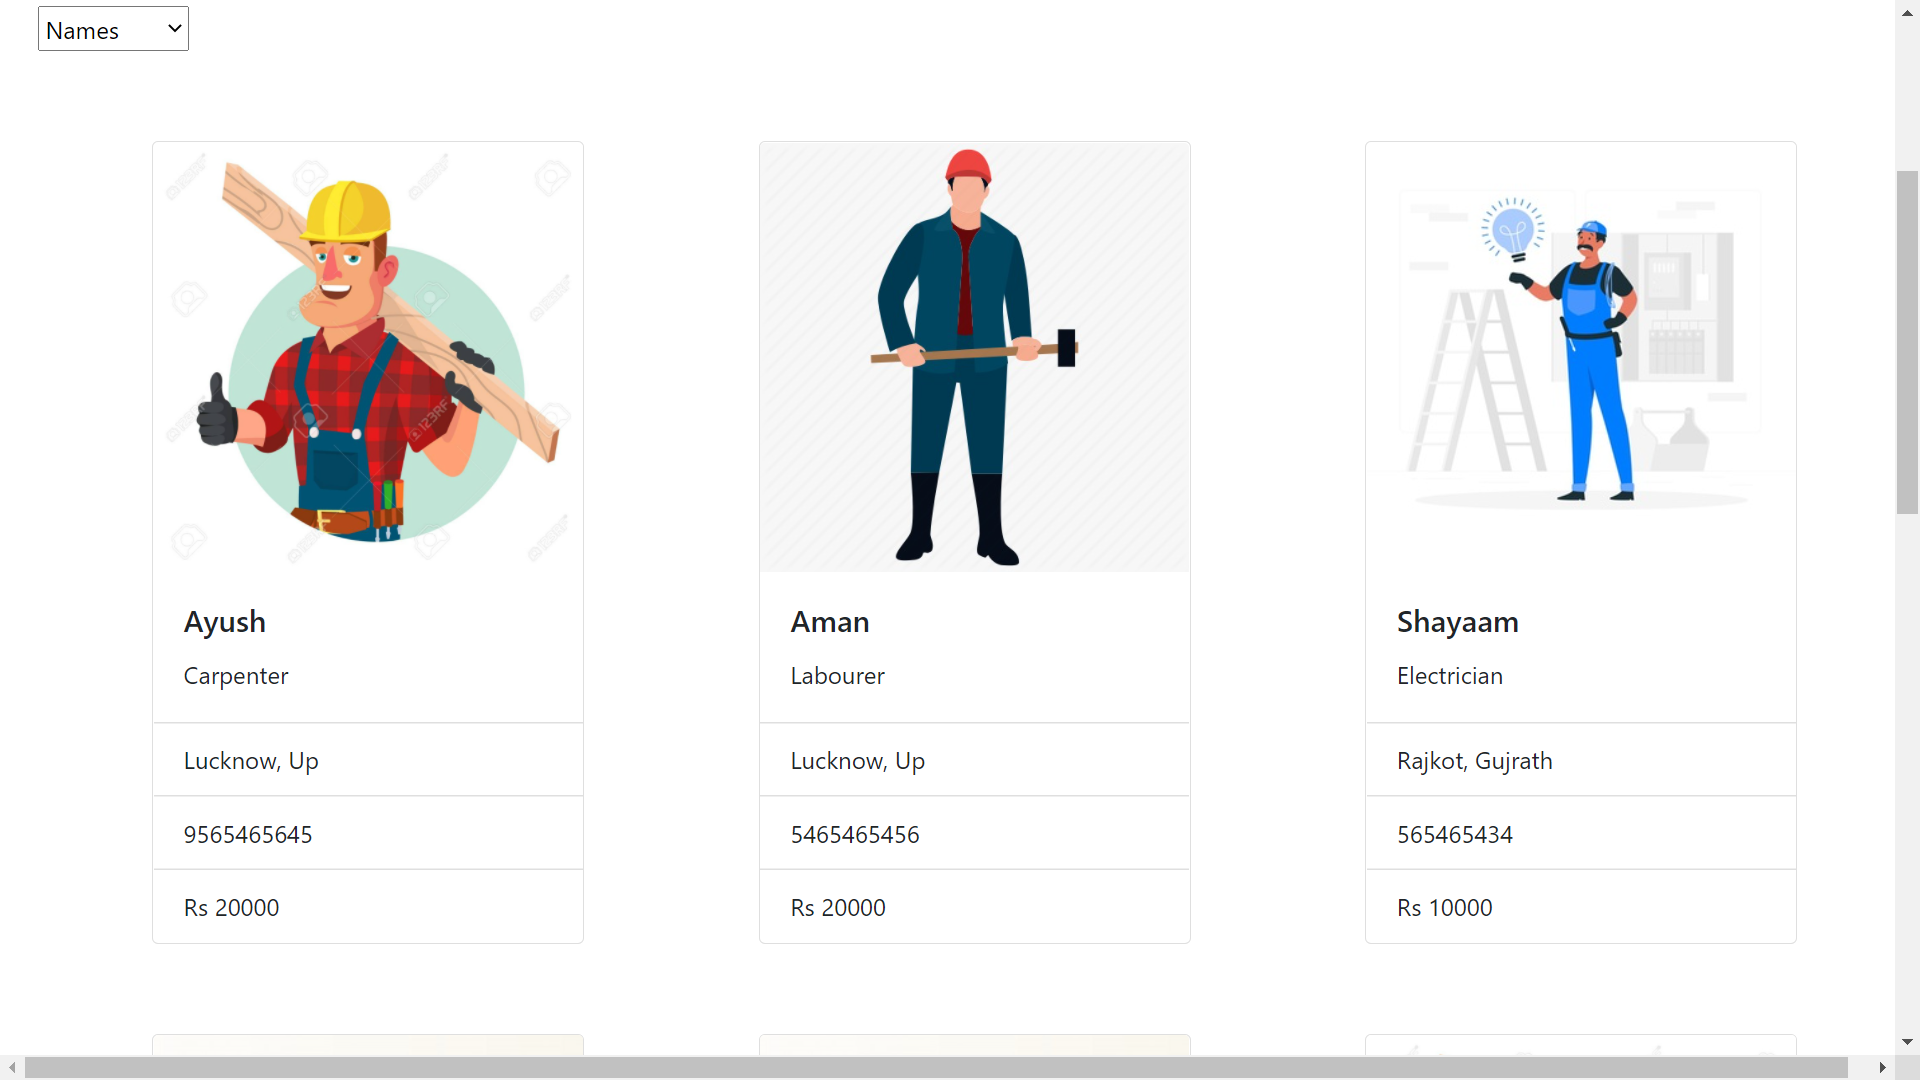 Names
Ayush
Carpenter
Lucknow, Up
9565465645
Rs 20000
Aman
Labourer
Lucknow, Up
5465465456
Rs 20000
Shayaam
Electrician
Rajkot, Gujrath
565465434
Rs 10000
123RF